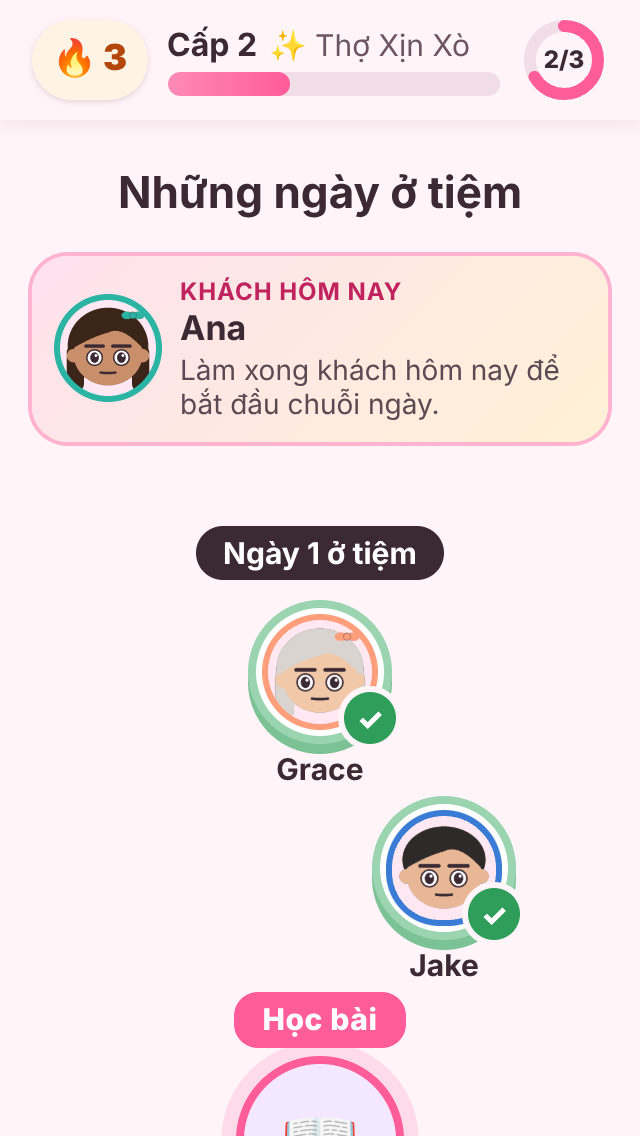 🔥 3
Cấp 2 ✨ Thợ Xịn Xò
2/3
Những ngày ở tiệm
KHÁCH HÔM NAY
Ana
Làm xong khách hôm nay để
bắt đầu chuỗi ngày.
Ngày 1 ở tiệm
Grace
Jake
Học bài